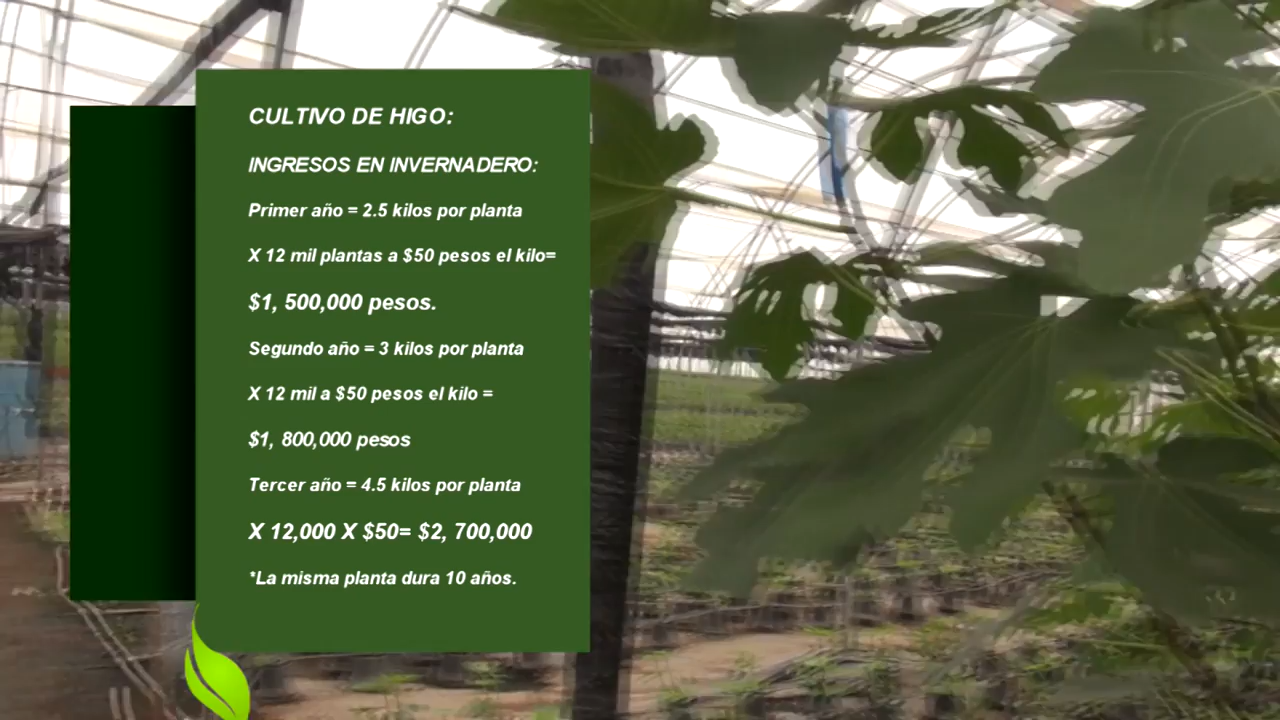 CULTIVO DE HIGO:
INGRESOS EN INVERNADERO:
Primer año = 2.5 kilos por planta
X 12 mil plantas a $50 pesos el kilo=
$1, 500,000 pesos.
Segundo año = 3 kilos por planta
X 12 mil a $50 pesos el kilo =
$1, 800,000 pesos
Tercer año = 4.5 kilos por planta
X 12,000 X $50= $2, 700,000
*La misma planta dura 10 años.